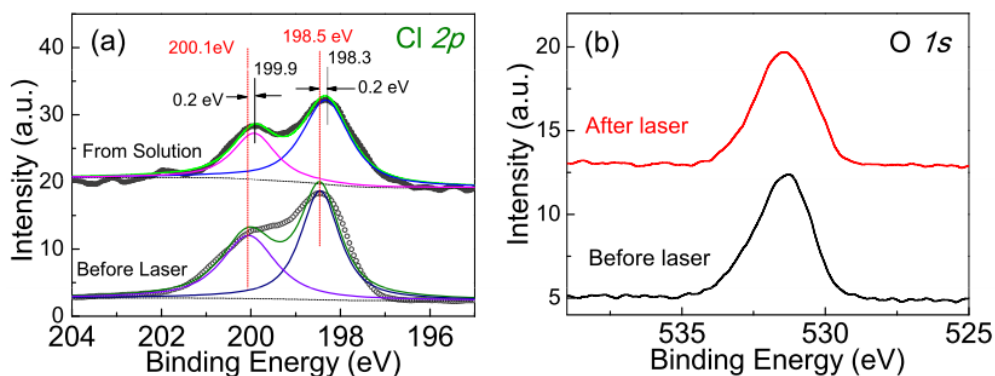 (a)
Cl 2p
200.1eV
198.5 eV
199.9
198.3
0.2 eV
0.2 eV
From Solution
Before Laser
Intensity (a.u.)
40
30
20
10
0
204
202
200
198
196
Binding Energy (eV)
(b)
O 1s
After laser
Before laser
Intensity (a.u.)
20
15
10
5
535
530
525
Binding Energy (eV)